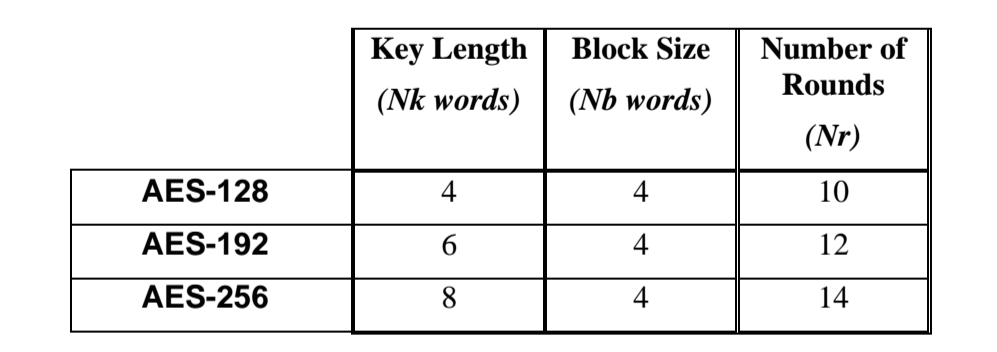 Key Length Block Size Number of
Rounds
(Nk words) (Nb words)
(Nr)
AES-128 4 4 10
AES-192 6 4 12
AES-256 8 4 14